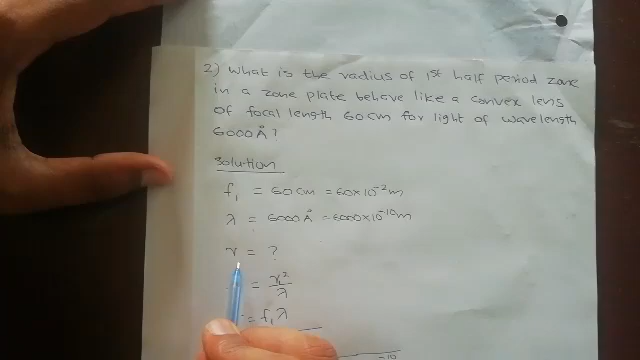 2) What is the radius of 1st half period zone
in a zone plate behave like a convex lens
of focal length 60cm for light of wavelength
6000Å?
Solution
f₁ = 60cm = 60×10⁻²m
λ = 6000Å = 6000×10⁻¹⁰m
r = ?
= r₁²/λ
= f₁λ